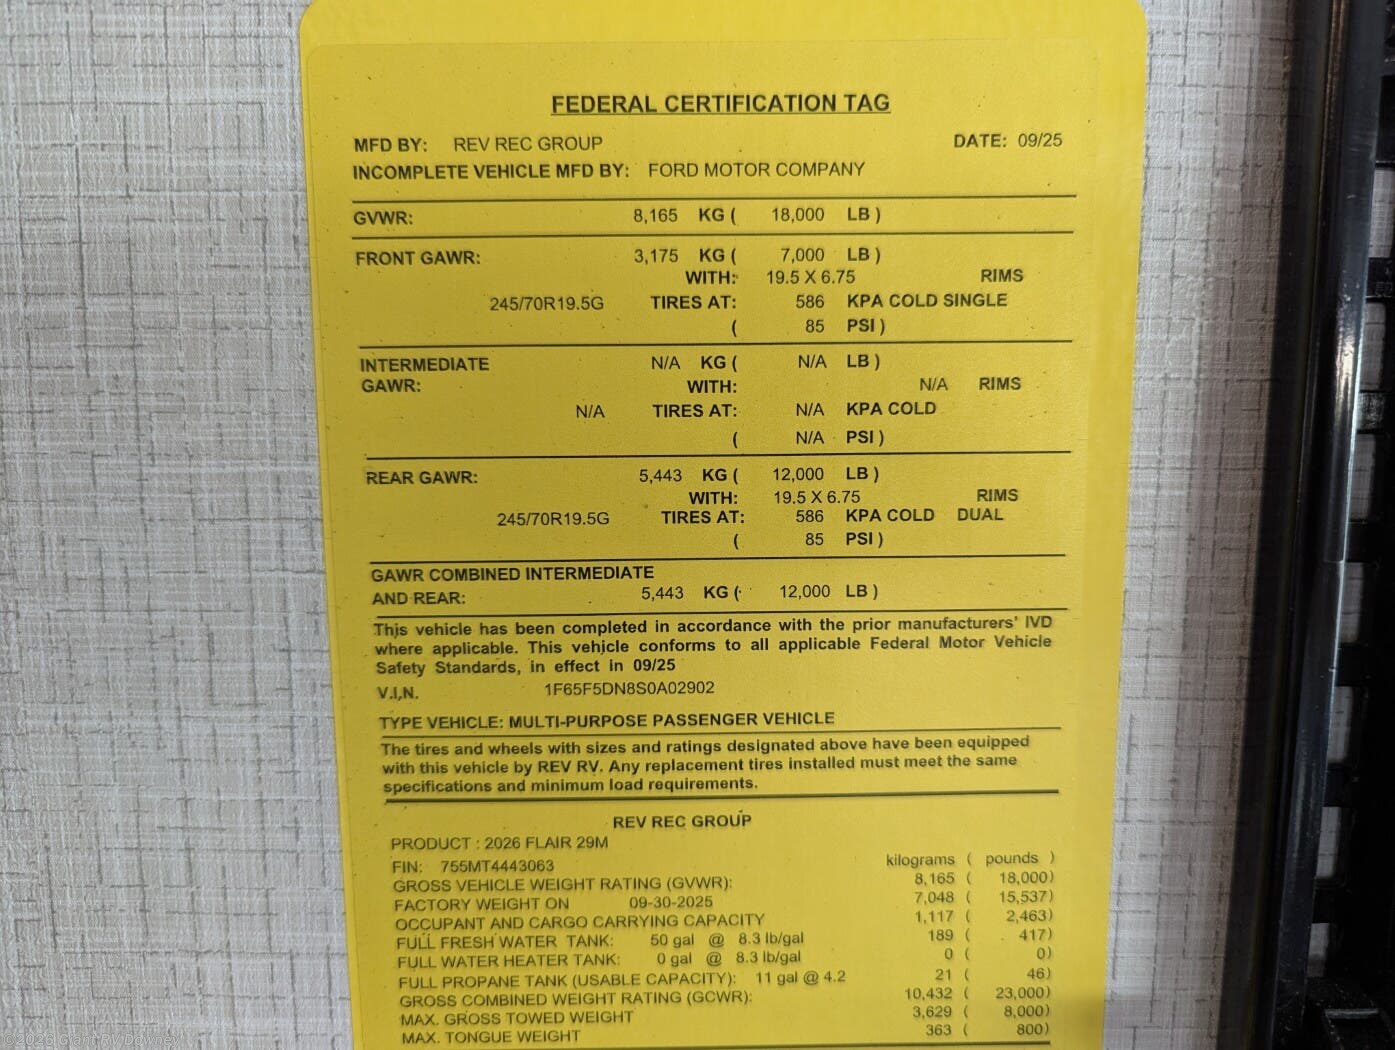 FEDERAL CERTIFICATION TAG
MFD BY: REV REC GROUP DATE: 09/25
INCOMPLETE VEHICLE MFD BY: FORD MOTOR COMPANY
GVWR: 8,165 KG ( 18,000 LB )
FRONT GAWR: 3,175 KG ( 7,000 LB )
WITH: 19.5 X 6.75 RIMS
245/70R19.5G TIRES AT: 586 KPA COLD SINGLE
( 85 PSI )
INTERMEDIATE N/A KG ( N/A LB )
GAWR: WITH: N/A RIMS
N/A TIRES AT: N/A KPA COLD
( N/A PSI )
REAR GAWR: 5,443 KG ( 12,000 LB )
WITH: 19.5 X 6.75 RIMS
245/70R19.5G TIRES AT: 586 KPA COLD DUAL
( 85 PSI )
GAWR COMBINED INTERMEDIATE
AND REAR: 5,443 KG ( 12,000 LB )
This vehicle has been completed in accordance with the prior manufacturers' IVD
where applicable. This vehicle conforms to all applicable Federal Motor Vehicle
Safety Standards, in effect in 09/25
V.I.N. 1F65F5DN8S0A02902
TYPE VEHICLE: MULTI-PURPOSE PASSENGER VEHICLE
The tires and wheels with sizes and ratings designated above have been equipped
with this vehicle by REV RV. Any replacement tires installed must meet the same
specifications and minimum load requirements.
REV REC GROUP
PRODUCT : 2026 FLAIR 29M
FIN: 755MT4443063 kilograms ( pounds )
GROSS VEHICLE WEIGHT RATING (GVWR): 8,165 ( 18,000)
FACTORY WEIGHT ON 09-30-2025 7,048 ( 15,537)
OCCUPANT AND CARGO CARRYING CAPACITY 1,117 ( 2,463)
FULL FRESH WATER TANK: 50 gal @ 8.3 lb/gal 189 ( 417)
FULL WATER HEATER TANK: 0 gal @ 8.3 lb/gal 0 ( 0)
FULL PROPANE TANK (USABLE CAPACITY): 11 gal @ 4.2 21 ( 46)
GROSS COMBINED WEIGHT RATING (GCWR): 10,432 ( 23,000)
MAX. GROSS TOWED WEIGHT 3,629 ( 8,000)
MAX. TONGUE WEIGHT 363 ( 800)